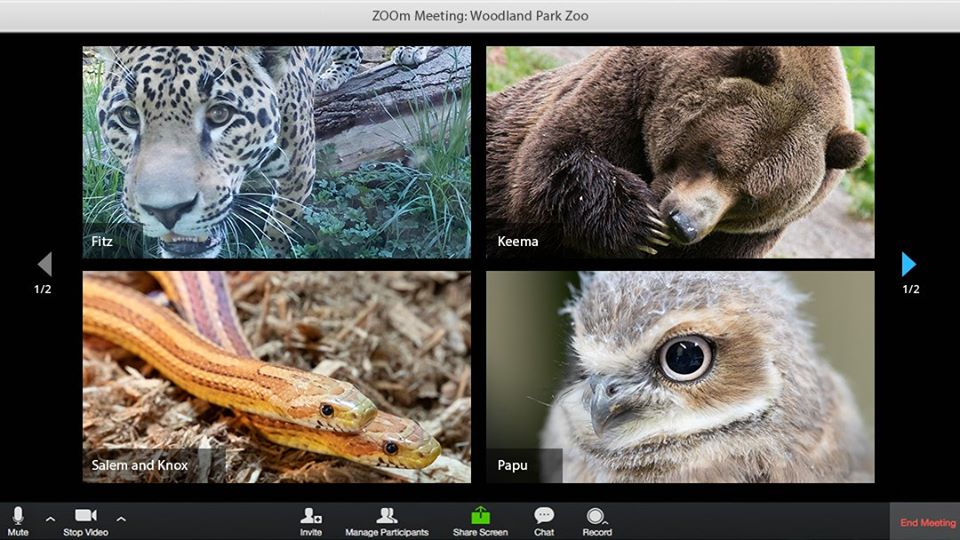 ZOOm Meeting: Woodland Park Zoo
Fitz
Keema
1/2
1/2
Salem and Knox
Papu
Mute
Stop Video
Invite
Manage Participants
Share Screen
Chat
Record
End Meeting